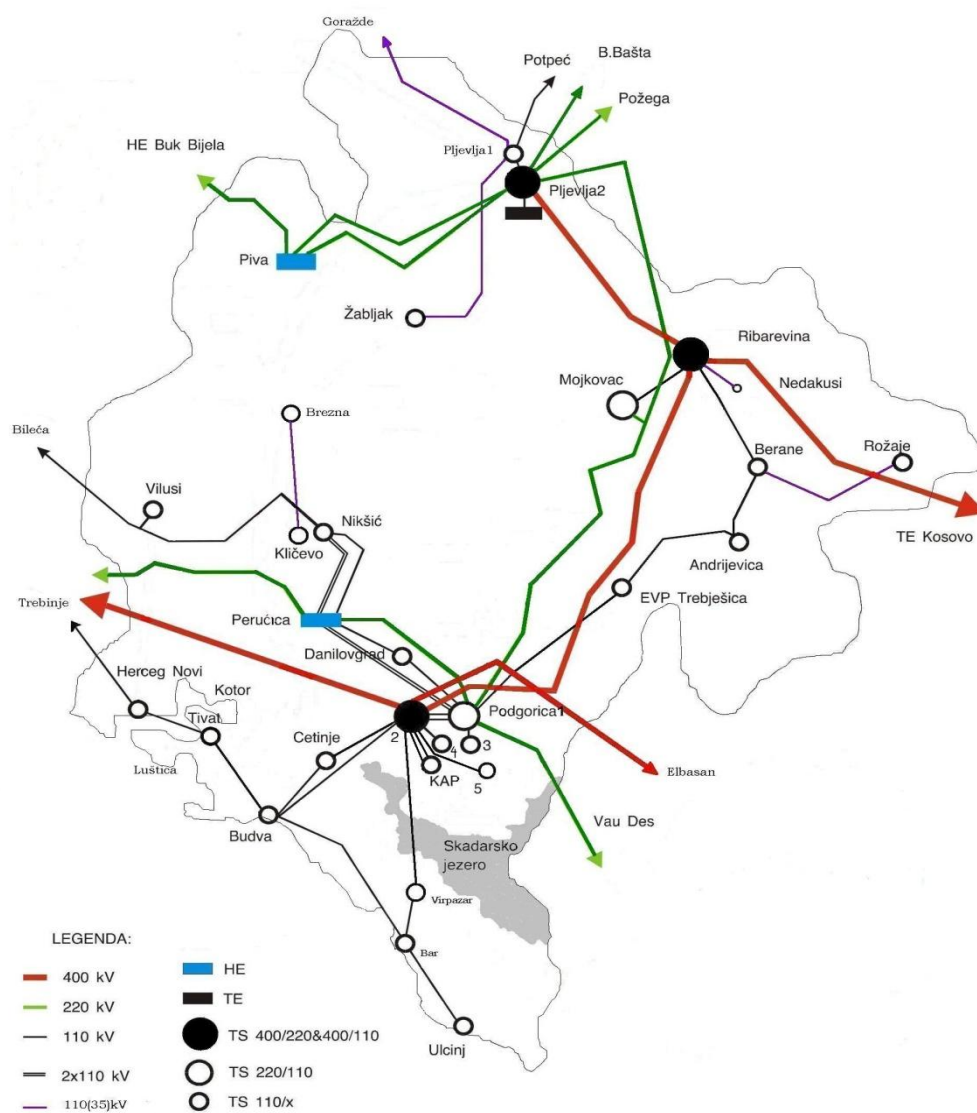 Goražde
Potpeć
B.Bašta
Požega
HE Buk Bijela
Pljevlja1
Pljevlja2
Piva
Žabljak
Ribarevina
Mojkovac
Nedakusi
Brezna
Bileća
Berane
Rožaje
Vilusi
Nikšić
Kličevo
TE Kosovo
Andrijevica
EVP Trebješica
Trebinje
Perućica
Danilovgrad
Herceg Novi
Kotor
Podgorica1
Tivat
Cetinje
2
4
3
Luštica
KAP
5
Elbasan
Budva
Vau Des
Skadarsko
jezero
Virpazar
LEGENDA:
Bar
400 kV
HE
220 kV
TE
110 kV
TS 400/220&400/110
Ulcinj
2x110 kV
TS 220/110
110(35)kV
TS 110/x